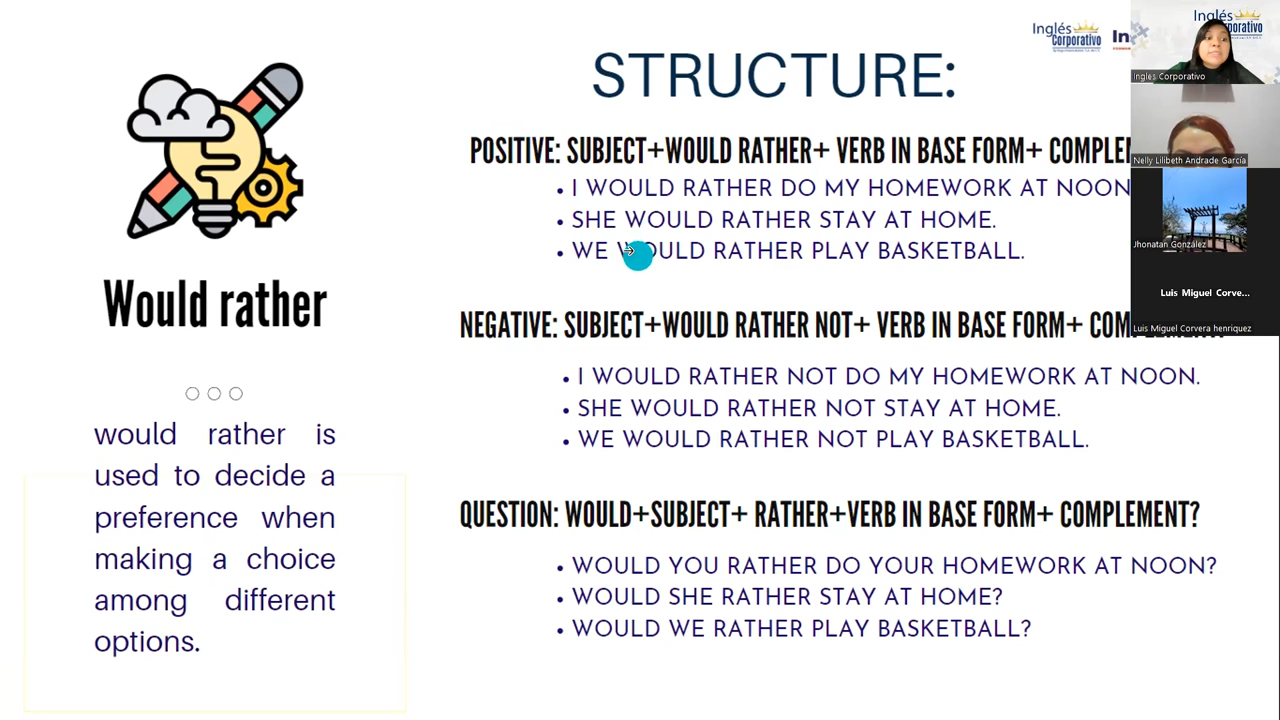 Would rather
would rather is
used to decide a
preference when
making a choice
among different
options.
STRUCTURE:
POSITIVE: SUBJECT+WOULD RATHER+ VERB IN BASE FORM+
• I WOULD RATHER DO MY HOMEWORK AT NOON
• SHE WOULD RATHER STAY AT HOME.
• WE WOULD RATHER PLAY BASKETBALL.
NEGATIVE: SUBJECT+WOULD RATHER NOT+ VERB IN BASE FORM+
• I WOULD RATHER NOT DO MY HOMEWORK AT NOON.
• SHE WOULD RATHER NOT STAY AT HOME.
• WE WOULD RATHER NOT PLAY BASKETBALL.
QUESTION: WOULD+SUBJECT+ RATHER+VERB IN BASE FORM+ COMPLEMENT?
• WOULD YOU RATHER DO YOUR HOMEWORK AT NOON?
• WOULD SHE RATHER STAY AT HOME?
• WOULD WE RATHER PLAY BASKETBALL?
Inglés
Corporativo
Inglés
Ingles Corporativo
Nelly Lilibeth Andrade García
Jhonatan González
Luis Miguel Corve...
Luis Miguel Corvera henriquez